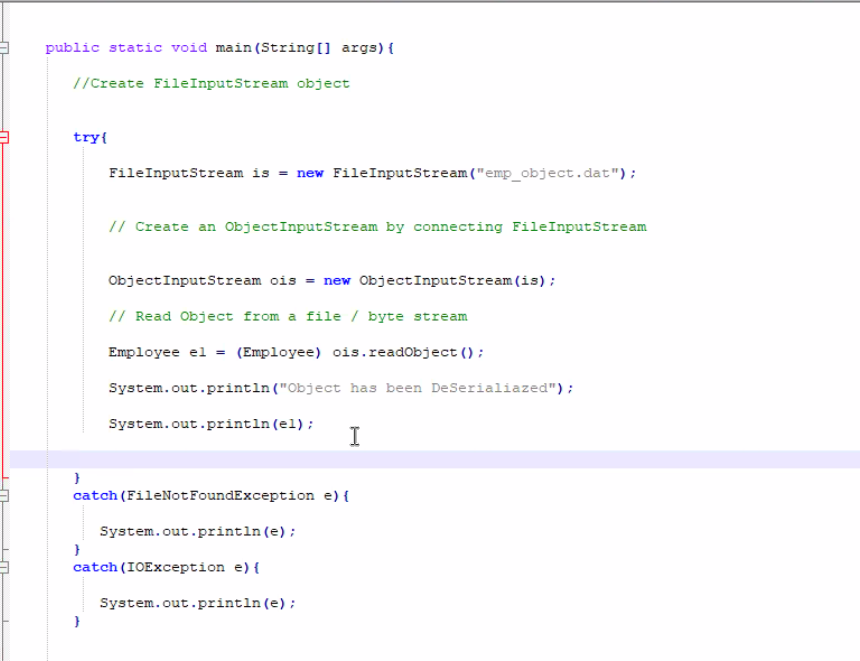 public static void main(String[] args){
//Create FileInputStream object
try{
FileInputStream is = new FileInputStream("emp_object.dat");
// Create an ObjectInputStream by connecting FileInputStream
ObjectInputStream ois = new ObjectInputStream(is);
// Read Object from a file / byte stream
Employee e1 = (Employee) ois.readObject();
System.out.println("Object has been DeSerialiazed");
System.out.println(e1);
}
catch(FileNotFoundException e){
System.out.println(e);
}
catch(IOException e){
System.out.println(e);
}